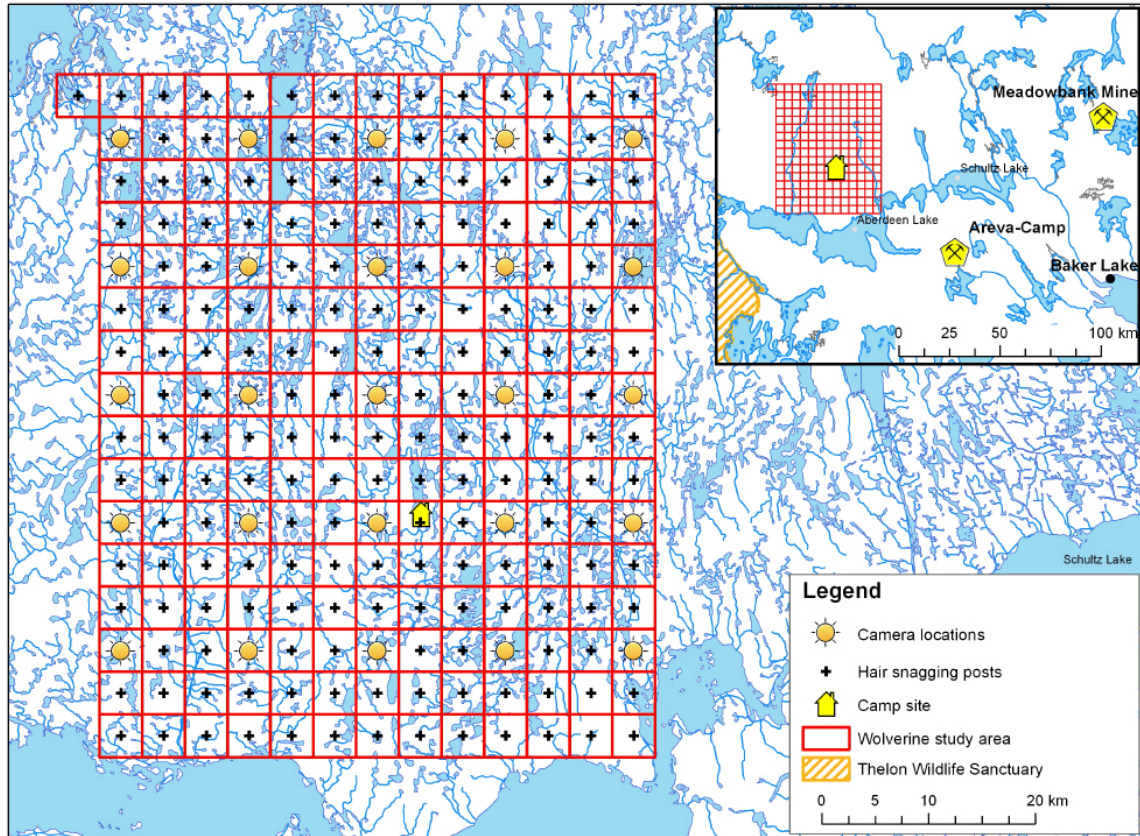 Meadowbank Mine
Schultz Lake
Aberdeen Lake
Areva-Camp
Baker Lake
0 25 50 100 km
Schultz Lake
Legend
Camera locations
Hair snagging posts
Camp site
Wolverine study area
Thelon Wildlife Sanctuary
0 5 10 20 km